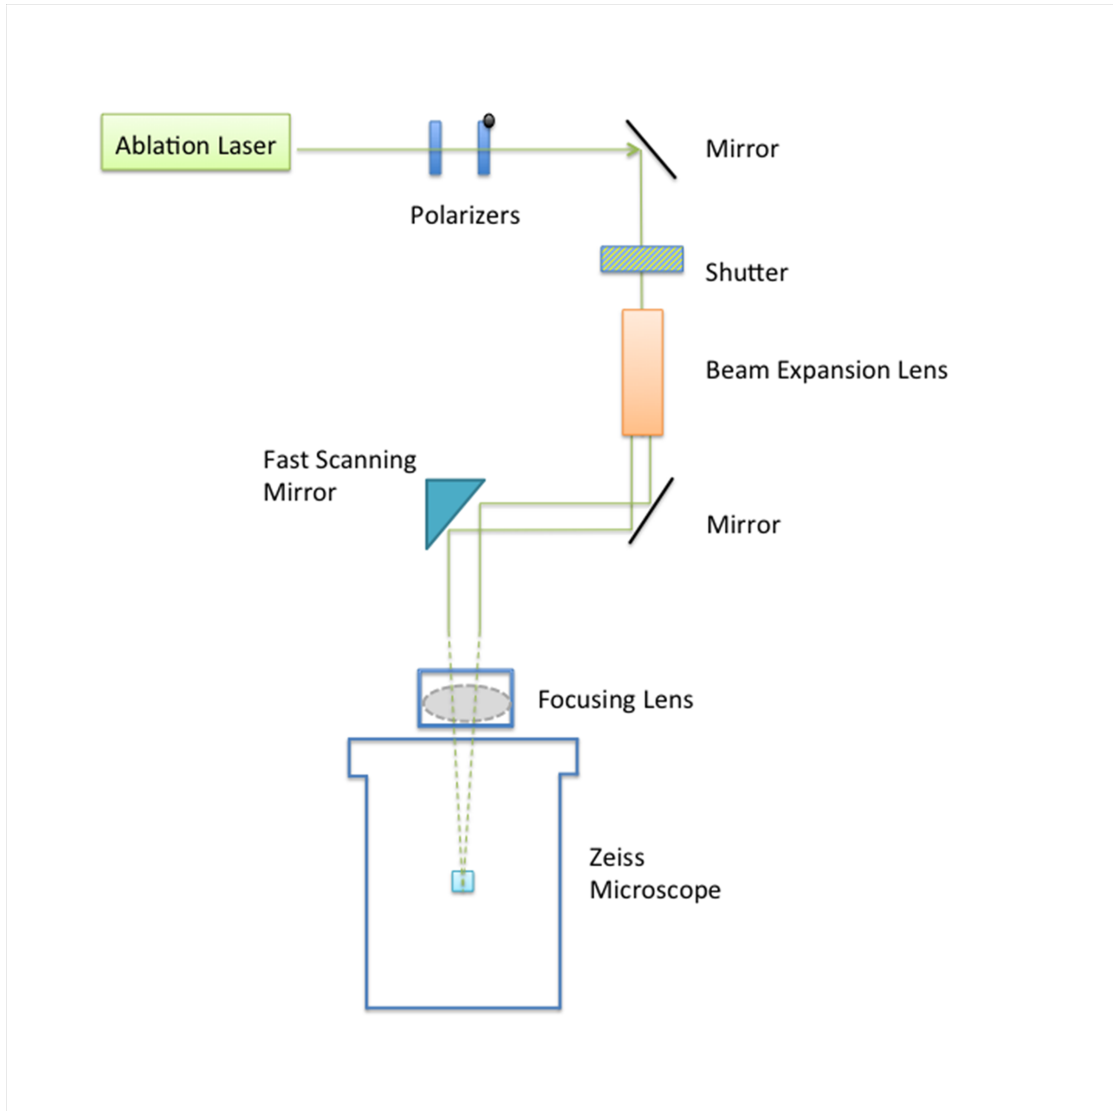 Ablation Laser
Mirror
Polarizers
Shutter
Beam Expansion Lens
Fast Scanning
Mirror
Mirror
Focusing Lens
Zeiss
Microscope